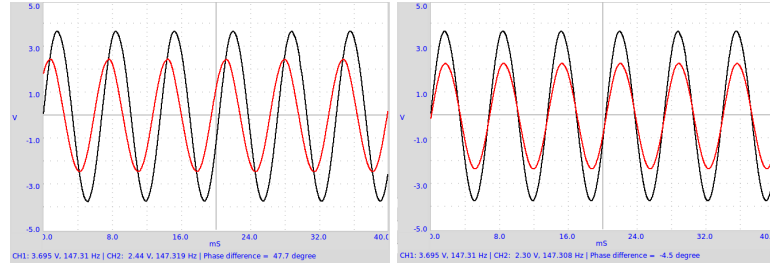 5.0
3.0
1.0
V
-1.0
-3.0
-5.0
0.0 8.0 16.0 24.0 32.0 40.0
mS
CH1: 3.695 V, 147.31 Hz | CH2: 2.44 V, 147.319 Hz | Phase difference = 47.7 degree
5.0
3.0
1.0
V
-1.0
-3.0
-5.0
0.0 8.0 16.0 24.0 32.0 40.
mS
CH1: 3.695 V, 147.31 Hz | CH2: 2.30 V, 147.308 Hz | Phase difference = -4.5 degree